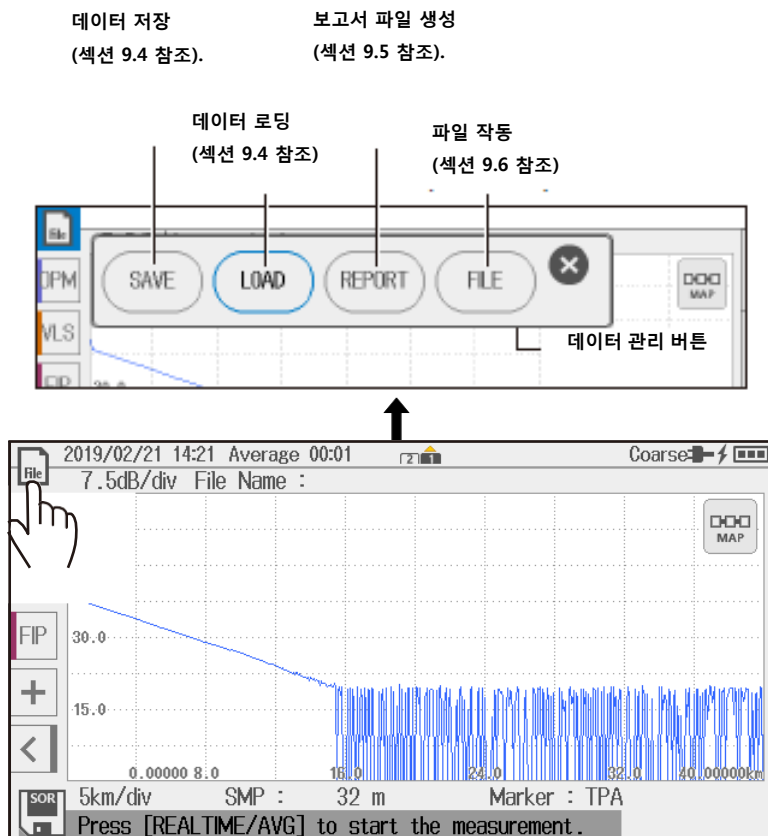 데이터 저장
(섹션 9.4 참조).
보고서 파일 생성
(섹션 9.5 참조).
데이터 로딩
(섹션 9.4 참조)
파일 작동
(섹션 9.6 참조)
File
SAVE
LOAD
REPORT
FILE
OPM
MAP
VLS
데이터 관리 버튼
FIP
30.0
2019/02/21 14:21 Average 00:01
2 1
Coarse
File
7.5dB/div File Name :
MAP
FIP
30.0
15.0
0.00000 8.0 16.0 24.0 32.0 40.00000km
SOR
5km/div SMP : 32 m Marker : TPA
Press [REALTIME/AVG] to start the measurement.